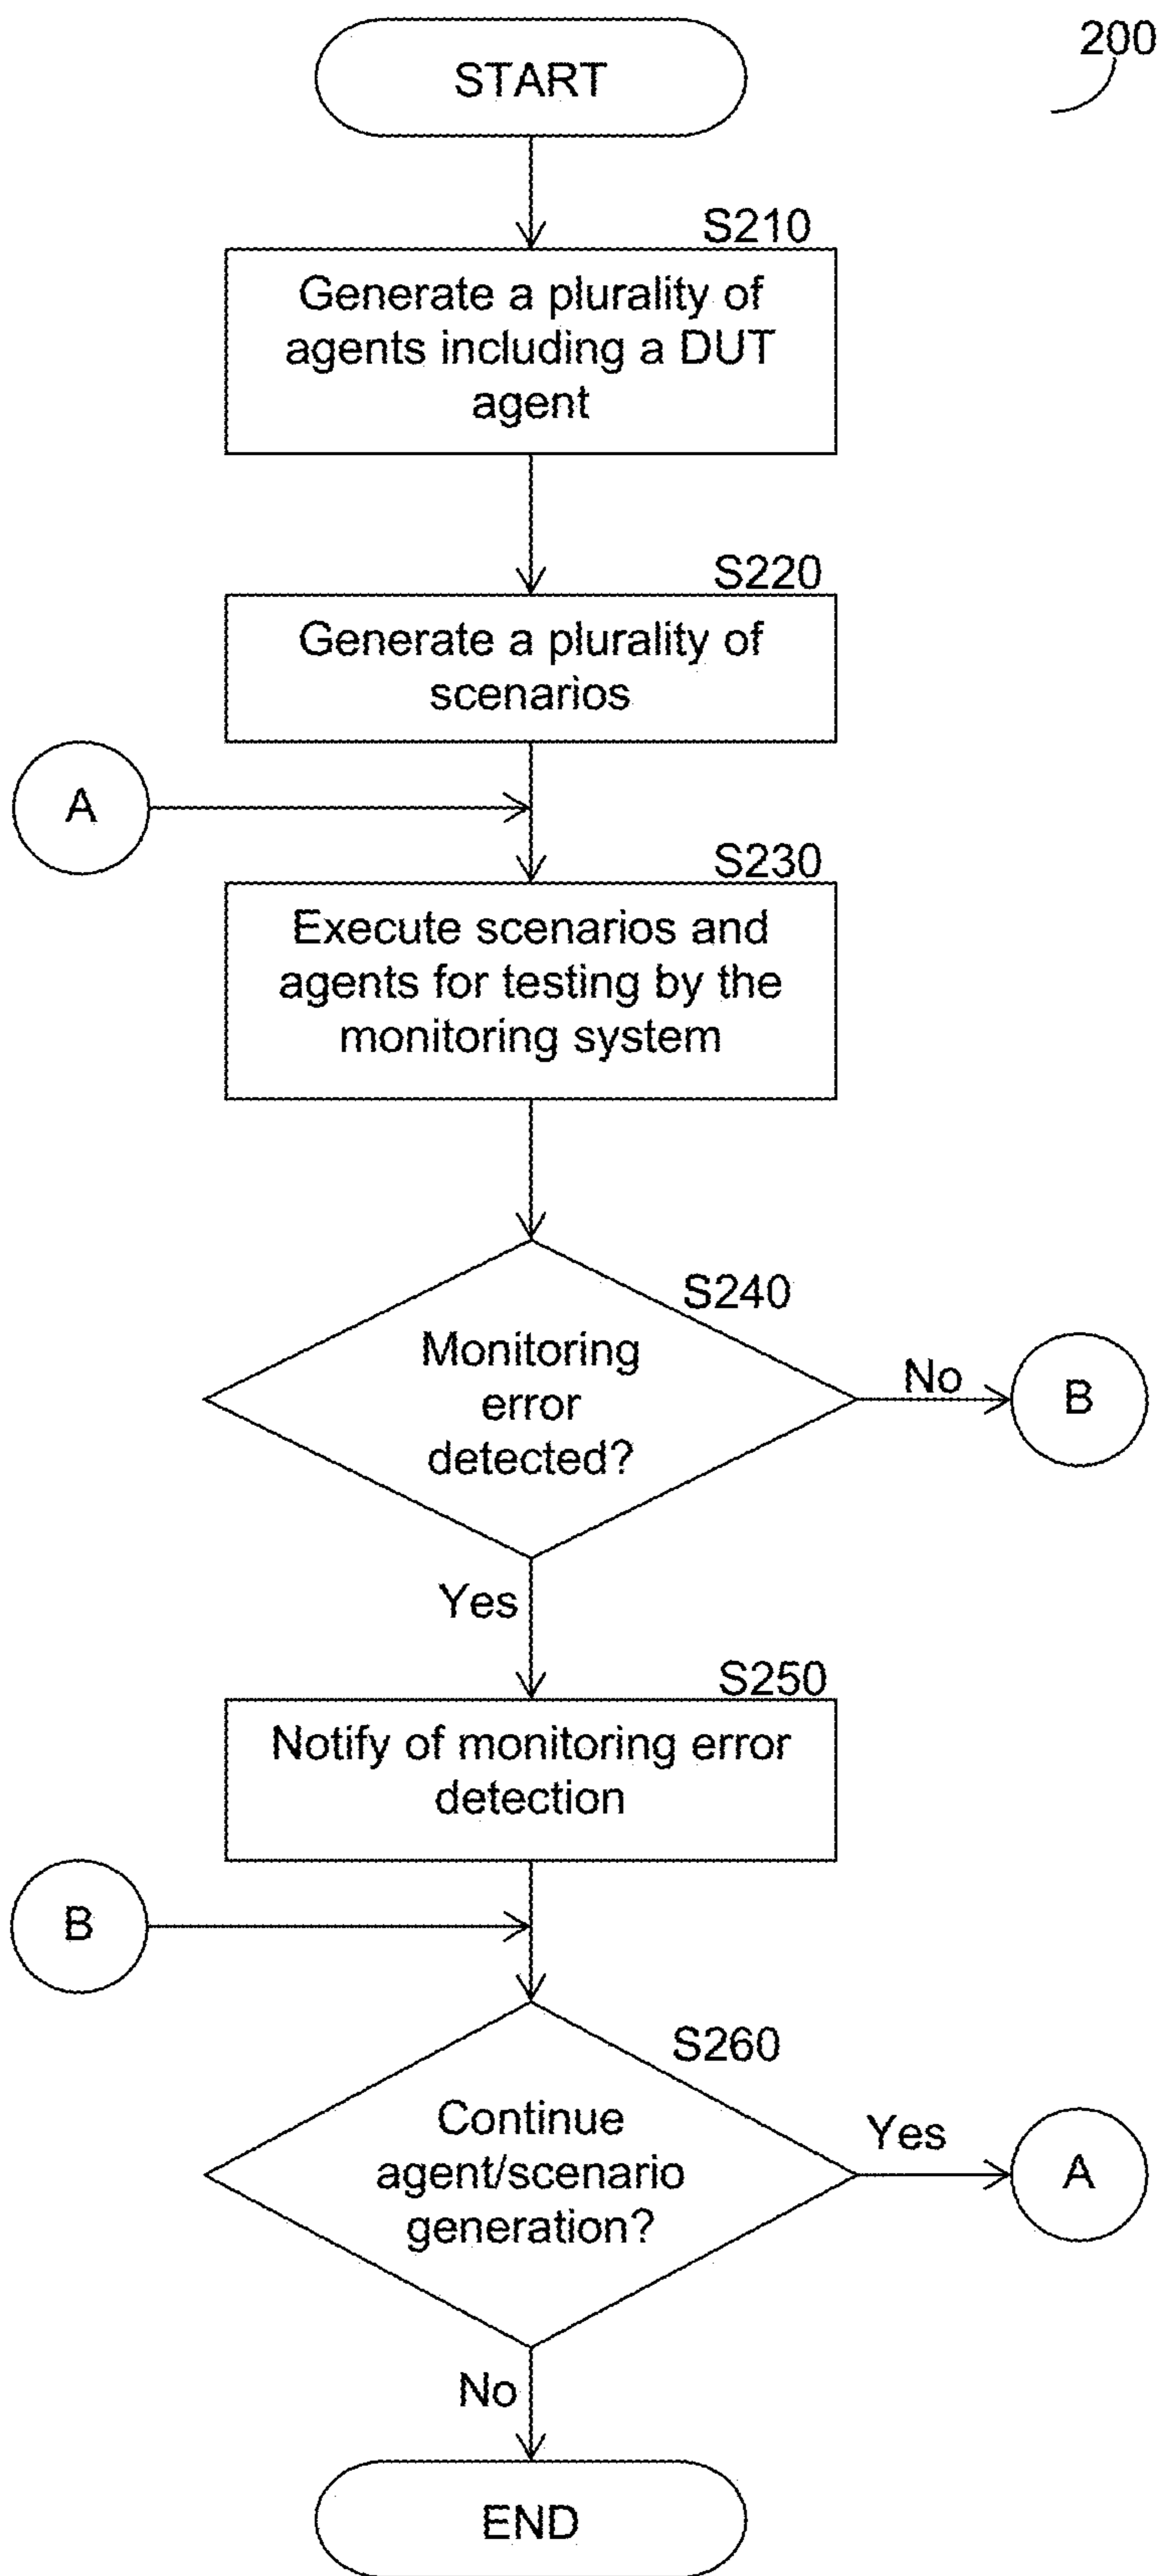 200
START
S210
Generate a plurality of
agents including a DUT
agent
S220
Generate a plurality of
scenarios
A
S230
Execute scenarios and
agents for testing by the
monitoring system
S240
Monitoring
error
detected?
No
B
Yes
S250
Notify of monitoring error
detection
B
S260
Continue
agent/scenario
generation?
Yes
A
No
END